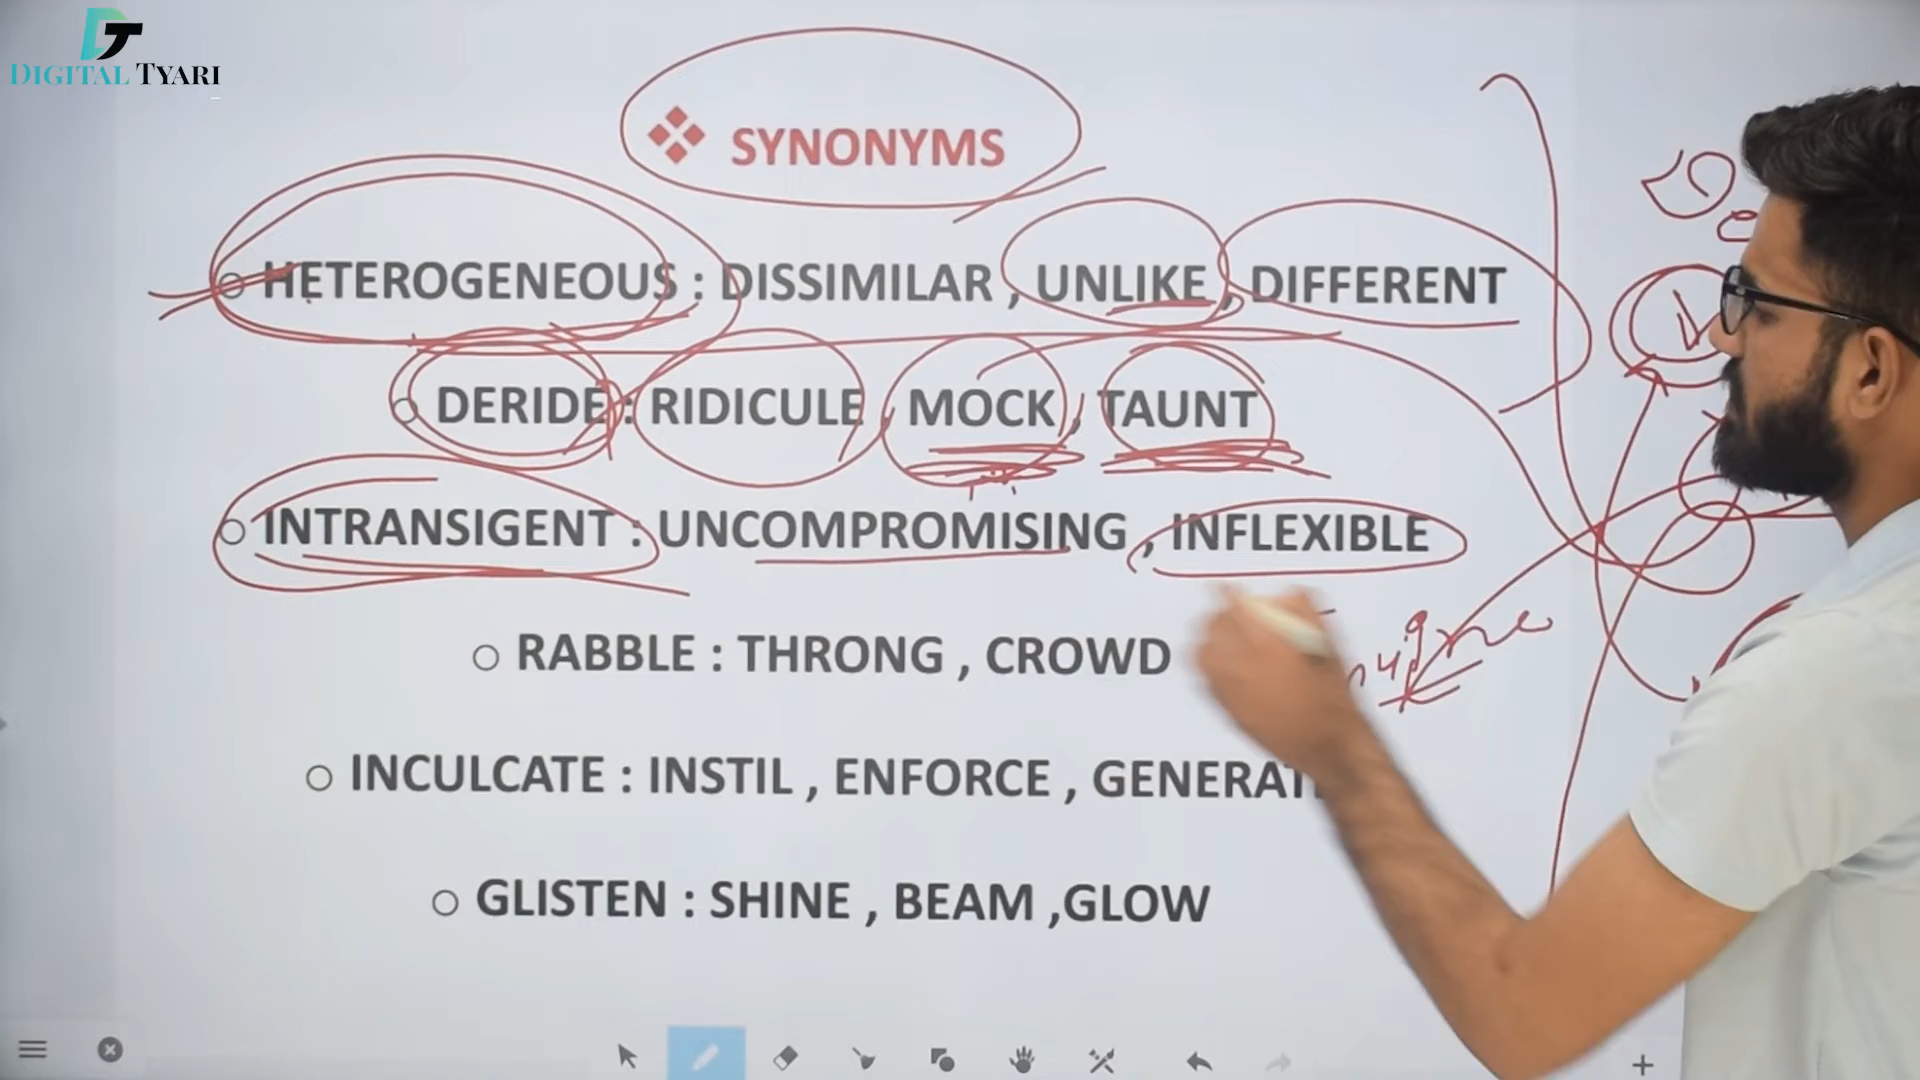 DIGITAL TYARI
SYNONYMS
HETEROGENEOUS : DISSIMILAR , UNLIKE , DIFFERENT
DERIDE : RIDICULE , MOCK , TAUNT
INTRANSIGENT : UNCOMPROMISING , INFLEXIBLE
RABBLE : THRONG , CROWD
INCULCATE : INSTIL , ENFORCE , GENERAT
GLISTEN : SHINE , BEAM ,GLOW